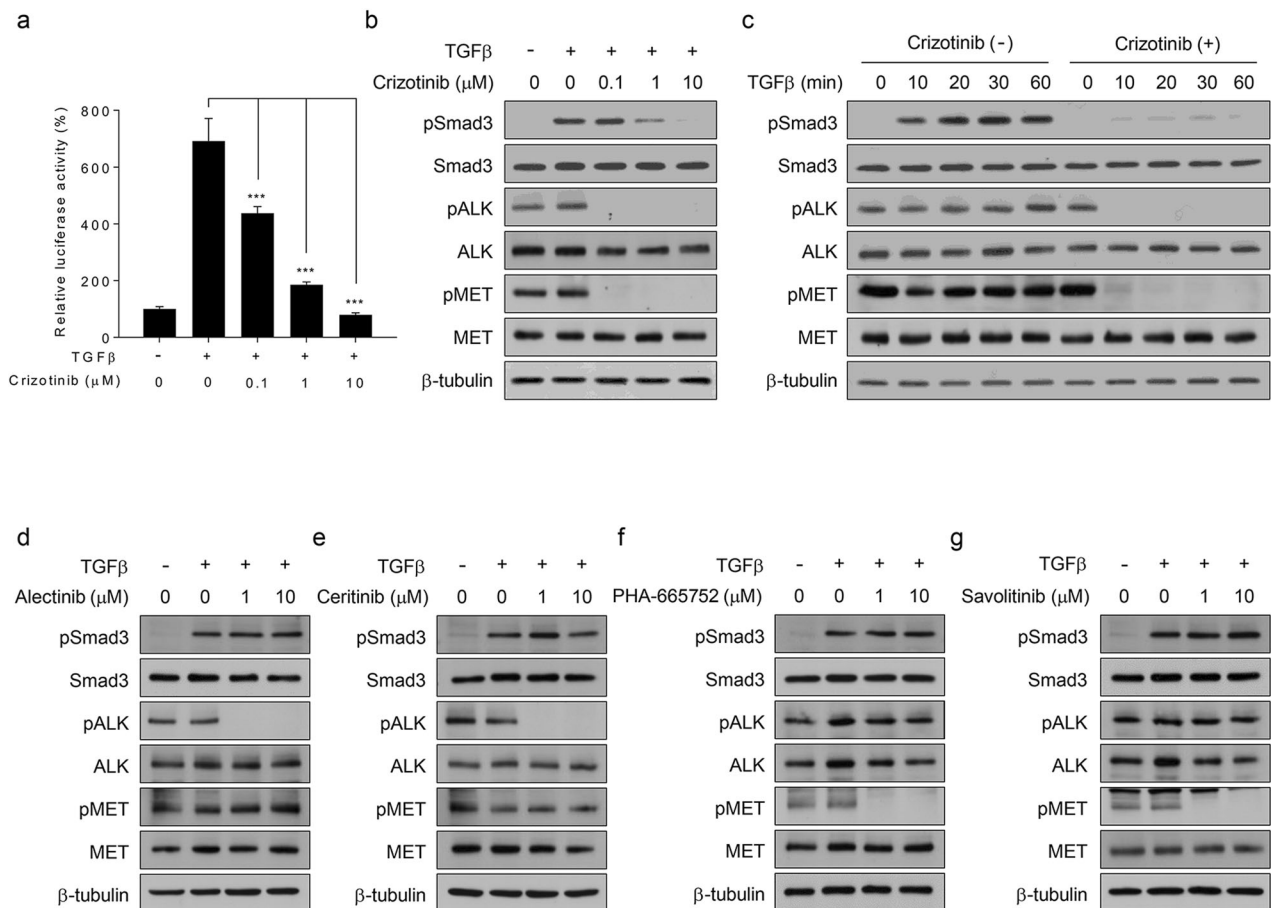 a
Relative luciferase activity (%)
800
600
400
200
0
***
***
***
TGFβ - + + + +
Crizotinib (μM) 0 0 0.1 1 10
b
TGFβ - + + + +
Crizotinib (μM) 0 0 0.1 1 10
pSmad3
Smad3
pALK
ALK
pMET
MET
β-tubulin
c
Crizotinib (-) Crizotinib (+)
TGFβ (min) 0 10 20 30 60 0 10 20 30 60
pSmad3
Smad3
pALK
ALK
pMET
MET
β-tubulin
d
TGFβ - + + +
Alectinib (μM) 0 0 1 10
pSmad3
Smad3
pALK
ALK
pMET
MET
β-tubulin
e
TGFβ - + + +
Ceritinib (μM) 0 0 1 10
pSmad3
Smad3
pALK
ALK
pMET
MET
β-tubulin
f
TGFβ - + + +
PHA-665752 (μM) 0 0 1 10
pSmad3
Smad3
pALK
ALK
pMET
MET
β-tubulin
g
TGFβ - + + +
Savolitinib (μM) 0 0 1 10
pSmad3
Smad3
pALK
ALK
pMET
MET
β-tubulin